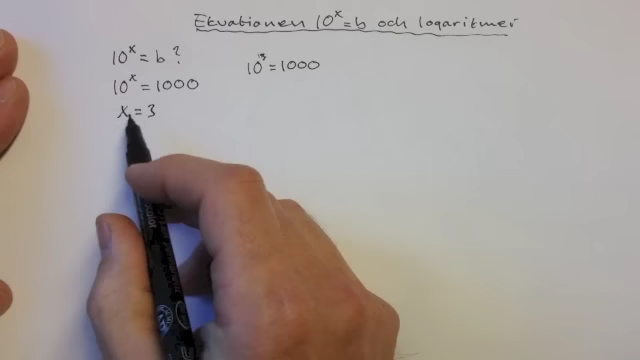 Ekvationen 10^x = b och logaritmer
10^x = b ?
10^x = 1000
10^3 = 1000
x = 3